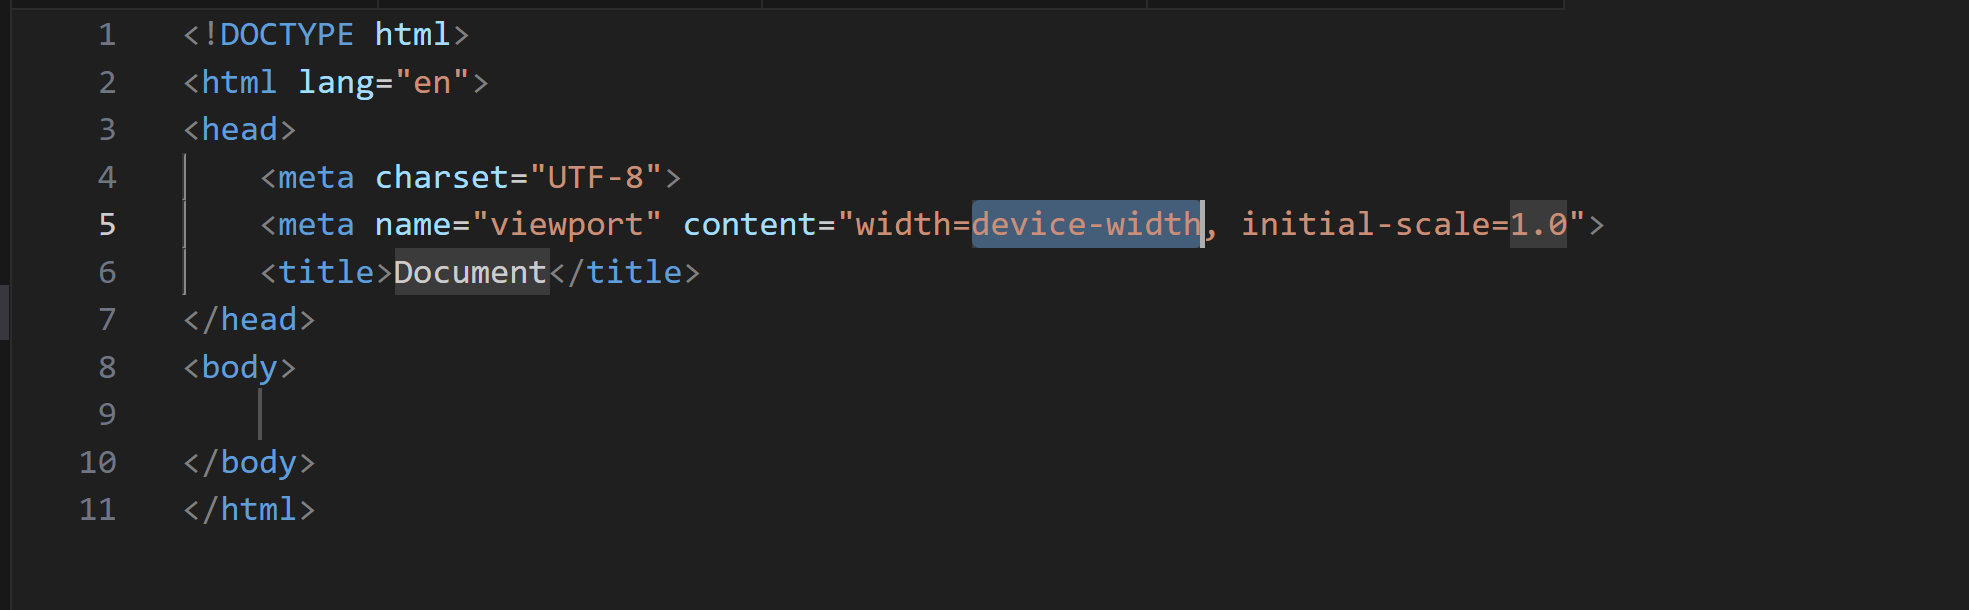 1 <!DOCTYPE html>
2 <html lang="en">
3 <head>
4     <meta charset="UTF-8">
5     <meta name="viewport" content="width=device-width, initial-scale=1.0">
6     <title>Document</title>
7 </head>
8 <body>
9
10 </body>
11 </html>